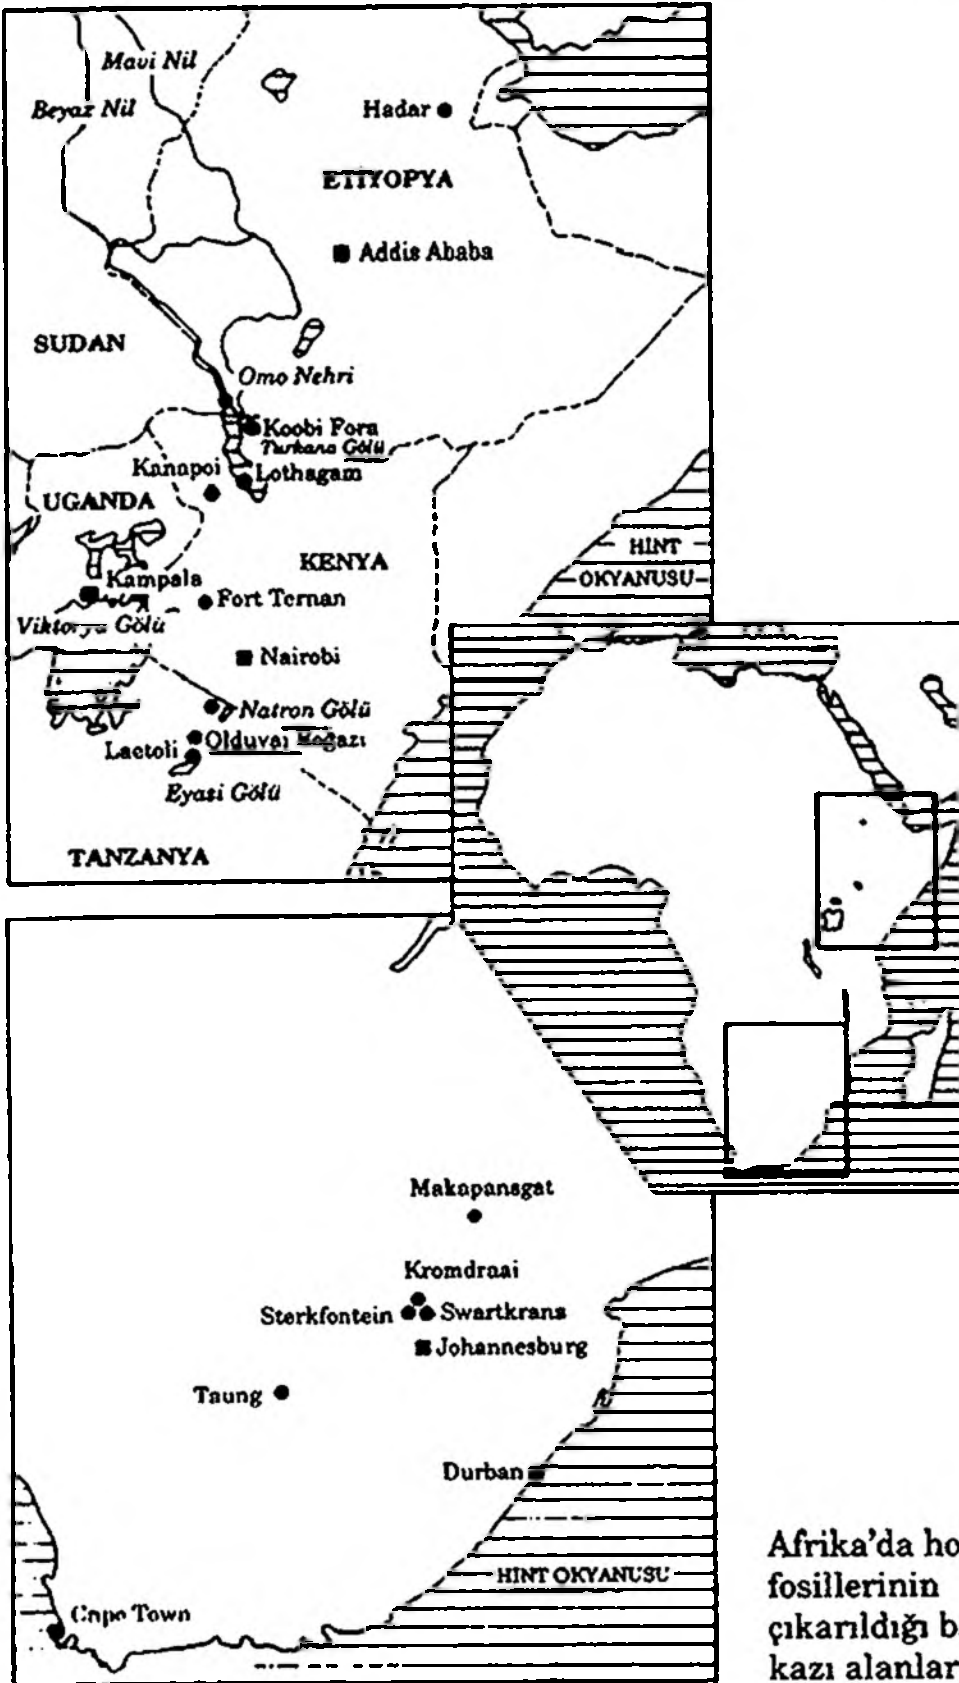 Mavi Nil
Beyaz Nil
Hadar
ETİYOPYA
Addis Ababa
SUDAN
Omo Nehri
Koobi Fora
Turkana Gölü
Kanapoi
Lothagam
UGANDA
KENYA
HİNT
OKYANUSU
Kampala
Fort Ternan
Viktorya Gölü
Nairobi
Natron Gölü
Olduvai Boğazı
Laetoli
Eyasi Gölü
TANZANYA
Makapansgat
Kromdraai
Sterkfontein
Swartkrans
Johannesburg
Taung
Durban
HINT OKYANUSU
Cape Town
Afrika’da ho
fosillerinin
çıkarıldığı b
kazı alanlar